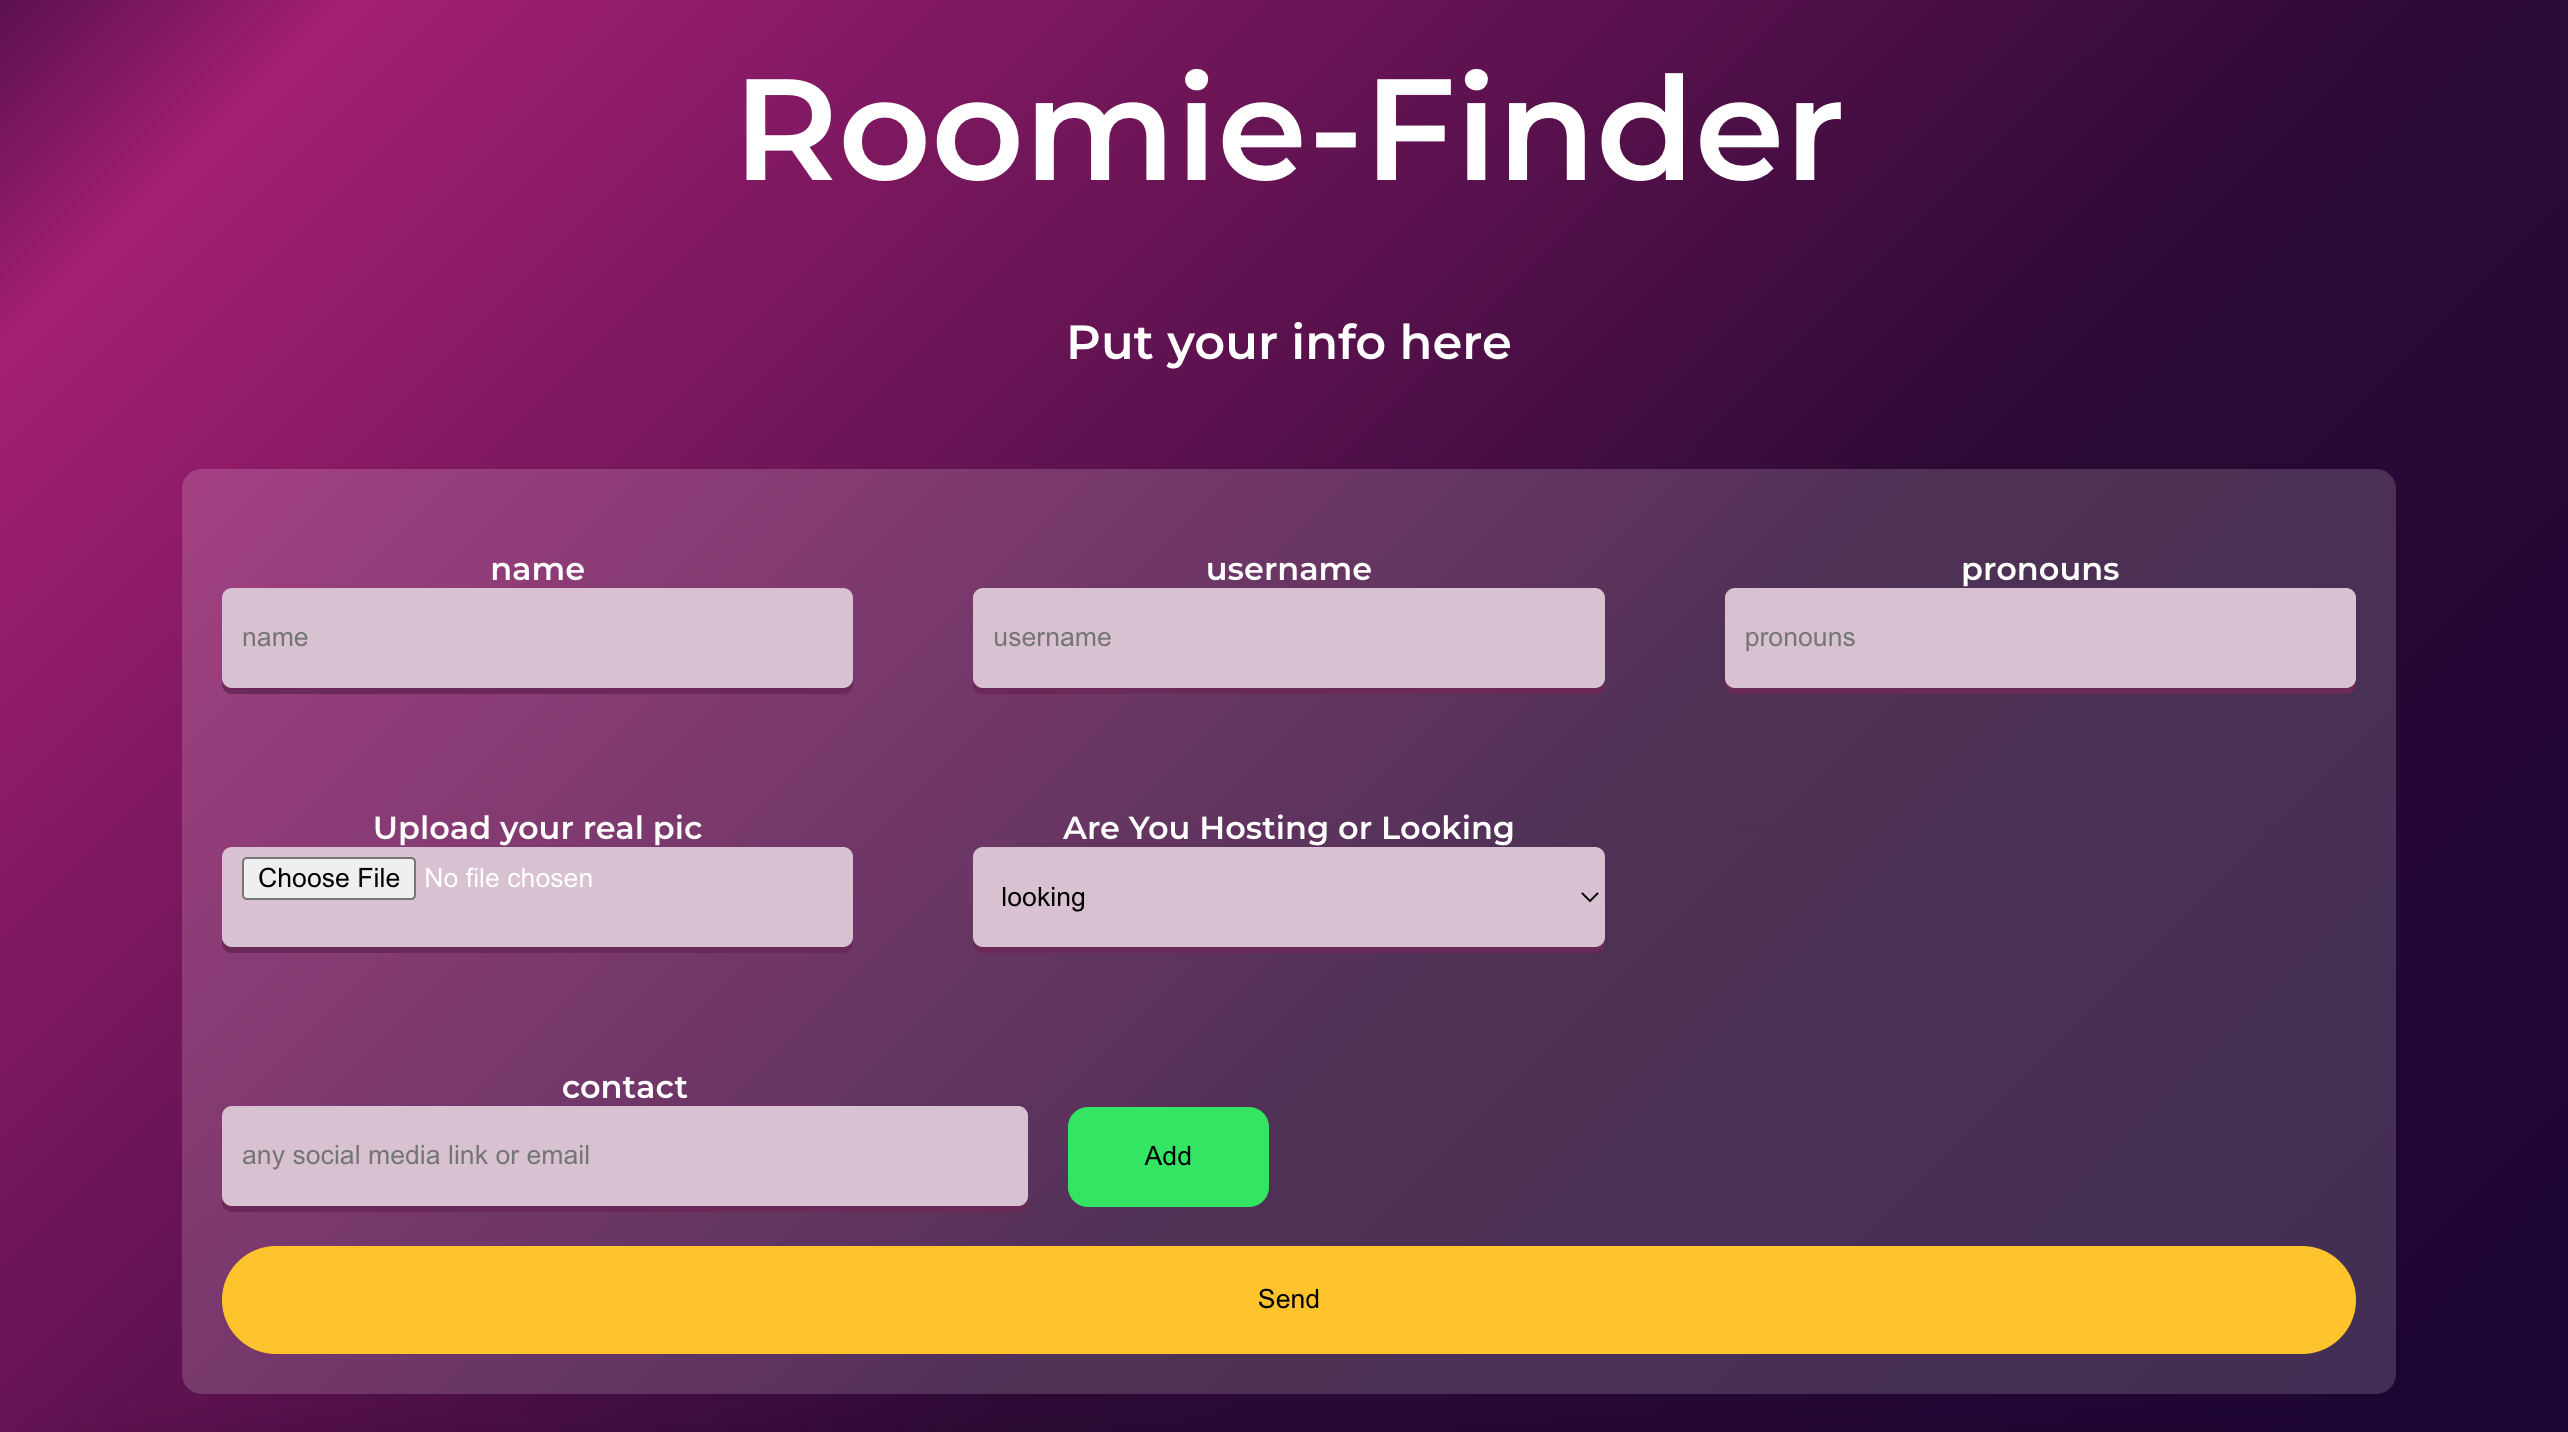 Roomie-Finder
Put your info here
name
username
pronouns
name
username
pronouns
Upload your real pic
Are You Hosting or Looking
Choose File No file chosen
looking
contact
any social media link or email
Add
Send